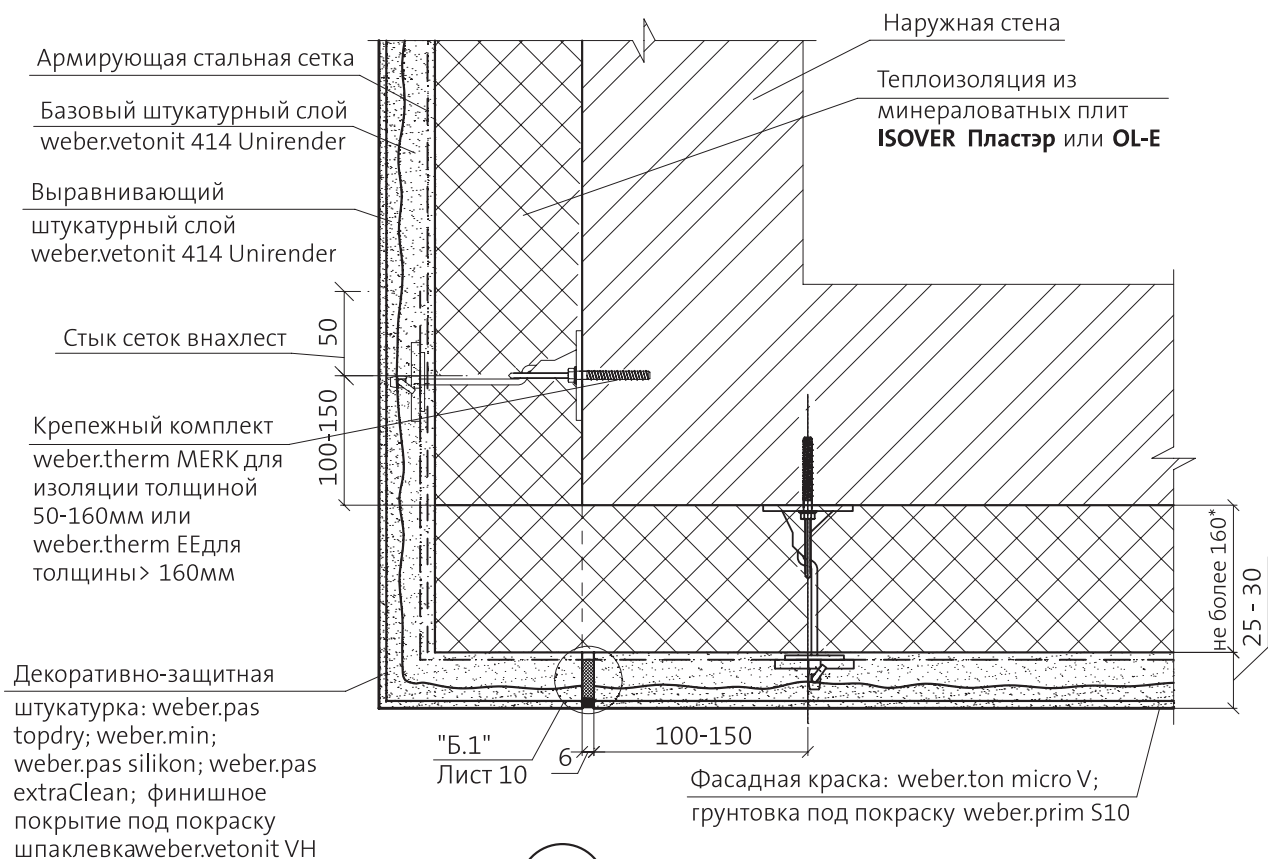 Армирующая стальная сетка
Базовый штукатурный слой
weber.vetonit 414 Unirender
Выравнивающий
штукатурный слой
weber.vetonit 414 Unirender
Стык сеток внахлест
Крепежный комплект
weber.therm MERK для
изоляции толщиной
50-160мм или
weber.therm EEдля
толщины> 160мм
Декоративно-защитная
штукатурка: weber.pas
topdry; weber.min;
weber.pas silikon; weber.pas
extraClean; финишное
покрытие под покраску
шпаклевкаweber.vetonit VH
50
100-150
Наружная стена
Теплоизоляция из
минераловатных плит
ISOVER Пластэр или OL-E
не более 160*
25 - 30
"Б.1"
Лист 10
6
100-150
Фасадная краска: weber.ton micro V;
грунтовка под покраску weber.prim S10